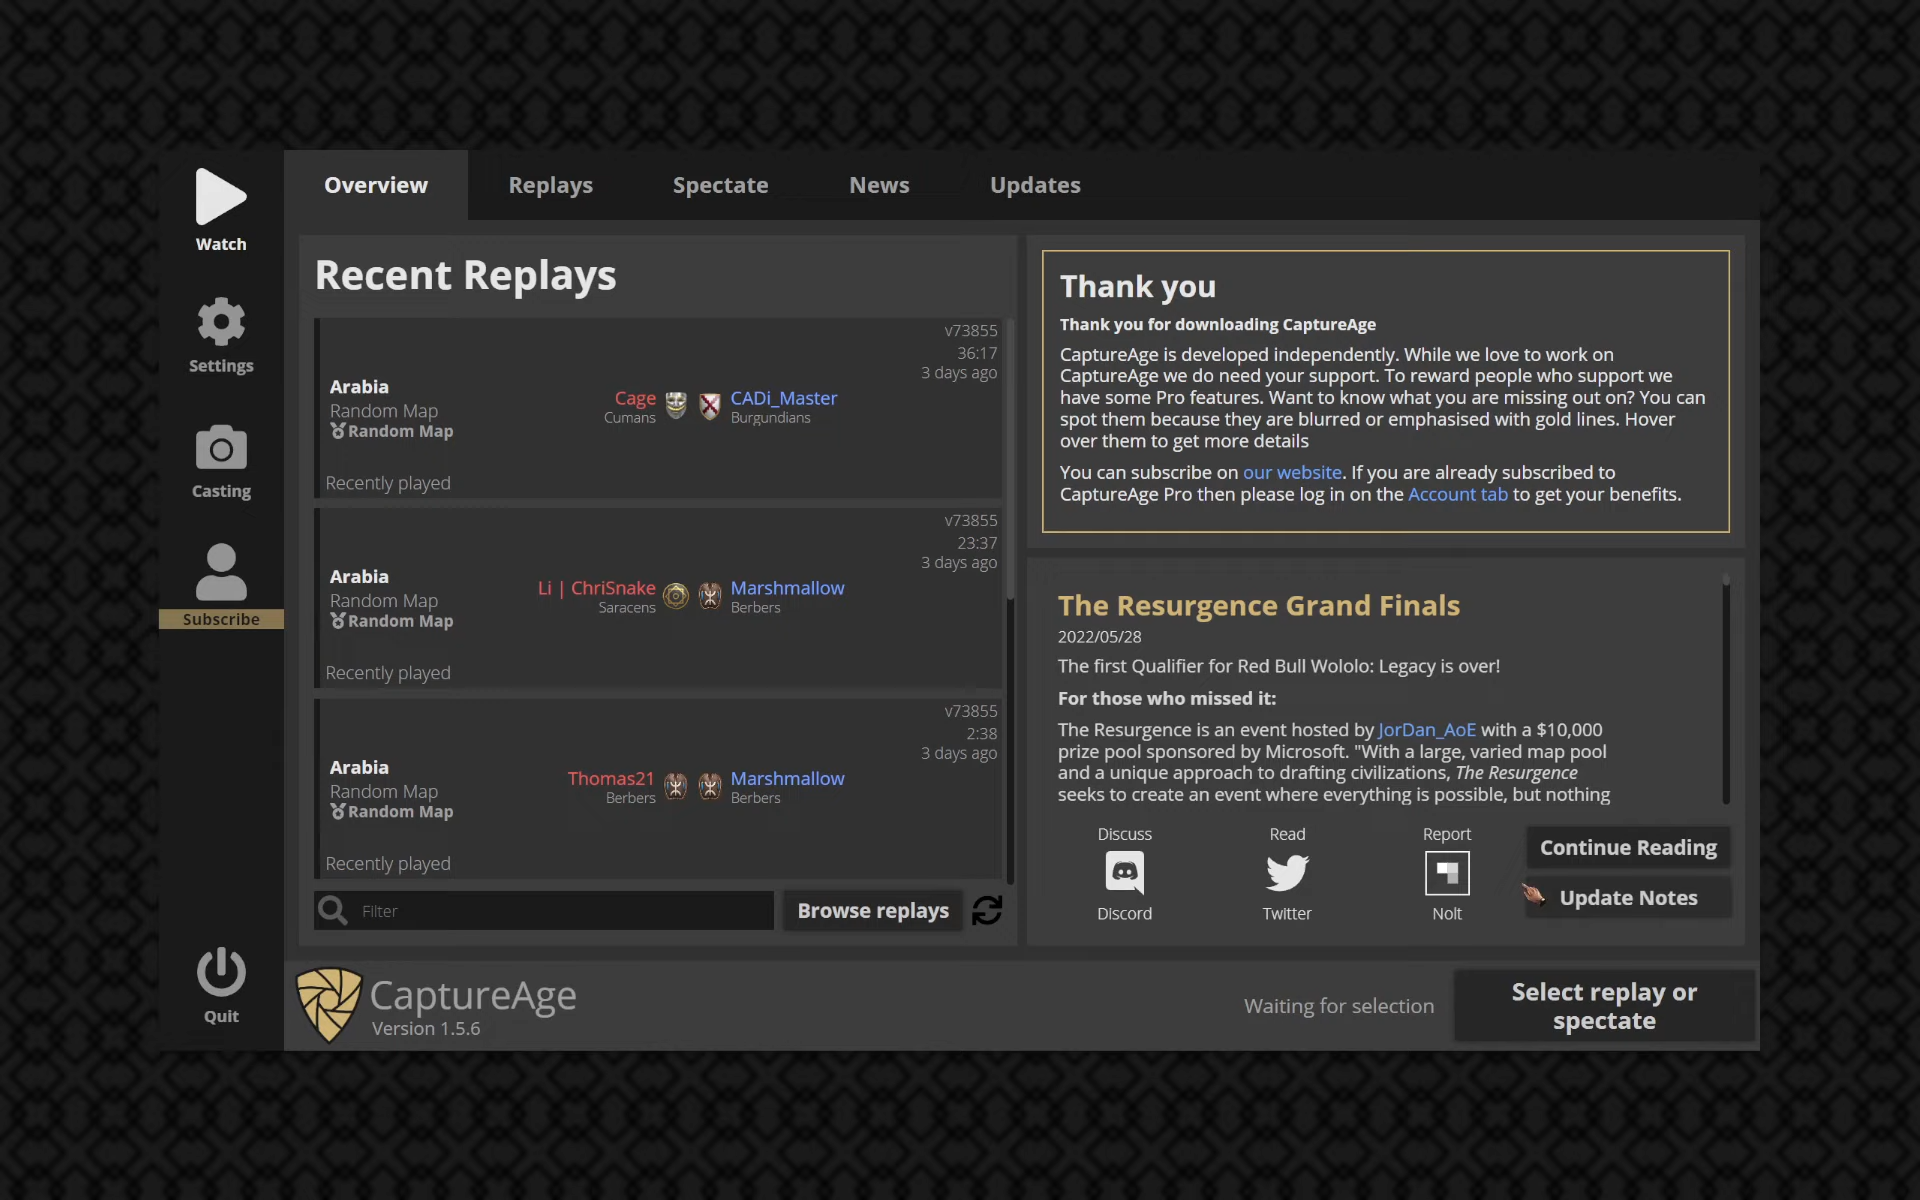 Watch
Settings
Casting
Subscribe
Quit
Overview
Replays
Spectate
News
Updates
Recent Replays
v73855
36:17
3 days ago
Arabia
Random Map
Random Map
Cage
Cumans
CADi_Master
Burgundians
Recently played
v73855
23:37
3 days ago
Arabia
Random Map
Random Map
Li | ChriSnake
Saracens
Marshmallow
Berbers
Recently played
v73855
2:38
3 days ago
Arabia
Random Map
Random Map
Thomas21
Berbers
Marshmallow
Berbers
Recently played
Filter
Browse replays
Thank you
Thank you for downloading CaptureAge
CaptureAge is developed independently. While we love to work on
CaptureAge we do need your support. To reward people who support we
have some Pro features. Want to know what you are missing out on? You can
spot them because they are blurred or emphasised with gold lines. Hover
over them to get more details
You can subscribe on our website. If you are already subscribed to
CaptureAge Pro then please log in on the Account tab to get your benefits.
The Resurgence Grand Finals
2022/05/28
The first Qualifier for Red Bull Wololo: Legacy is over!
For those who missed it:
The Resurgence is an event hosted by JorDan_AoE with a $10,000
prize pool sponsored by Microsoft. "With a large, varied map pool
and a unique approach to drafting civilizations, The Resurgence
seeks to create an event where everything is possible, but nothing
Discuss
Discord
Read
Twitter
Report
Nolt
Continue Reading
Update Notes
CaptureAge
Version 1.5.6
Waiting for selection
Select replay or
spectate